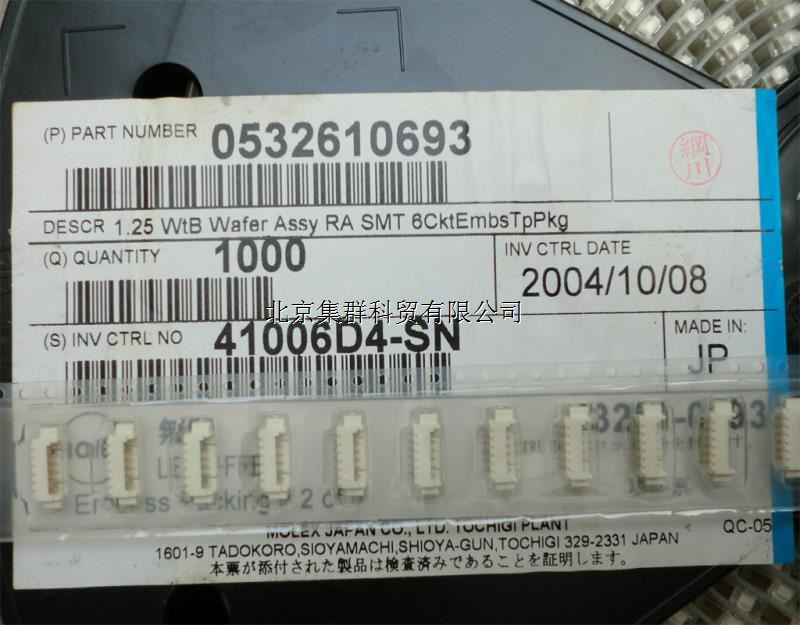 (P) PART NUMBER 0532610693
綱川
DESCR 1.25 WtB Wafer Assy RA SMT 6CktEmbsTpPkg
(Q) QUANTITY 1000
INV CTRL DATE
2004/10/08
北京集群科贸有限公司
(S) INV CTRL NO 41006D4-SN
MADE IN:
JP
MOLEX JAPAN CO., LTD. TOCHIGI PLANT
QC-05
1601-9 TADOKORO,SIOYAMACHI,SHIOYA-GUN,TOCHIGI 329-2331 JAPAN
本票が添付された製品は検査済みであることを証明します.